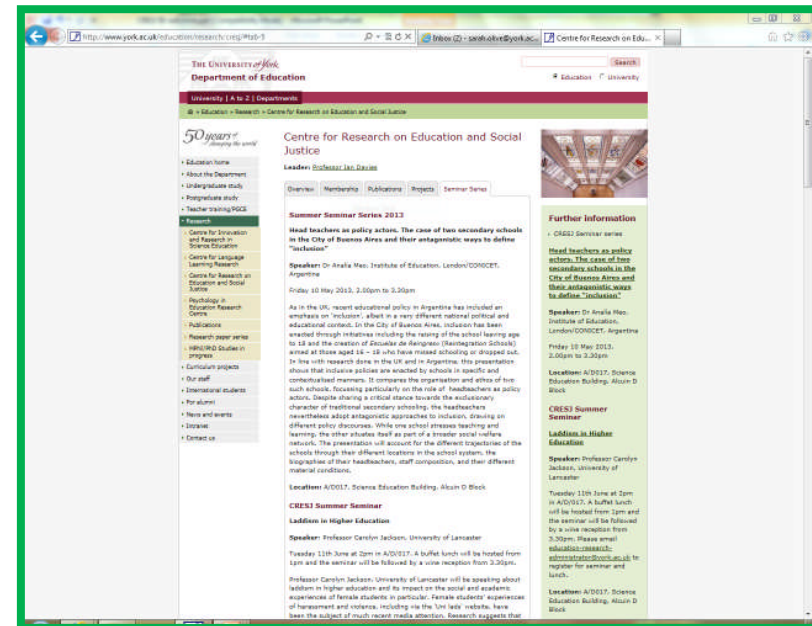 http://www.york.ac.uk/education/research/cresj/#tab-5
Inbox (2) - sarah.olive@york.ac...
Centre for Research on Edu...
THE UNIVERSITY of York
Department of Education
Search
Education
University
University | A to Z | Departments
» Education » Research » Centre for Research on Education and Social Justice
50 years of
changing the world
Education home
About the Department
Undergraduate study
Postgraduate study
Teacher training/PGCE
Research
Centre for Innovation
and Research in
Science Education
Centre for Language
Learning Research
Centre for Research on
Education and Social
Justice
Psychology in
Education Research
Centre
Publications
Research paper series
MPhil/PhD Studies in
progress
Curriculum projects
Our staff
International students
For alumni
News and events
Intranet
Contact us
Centre for Research on Education and Social
Justice
Leader: Professor Ian Davies
Overview
Membership
Publications
Projects
Seminar Series
Summer Seminar Series 2013
Head teachers as policy actors. The case of two secondary schools
in the City of Buenos Aires and their antagonistic ways to define
"inclusion"
Speaker: Dr Analia Meo, Institute of Education, London/CONICET,
Argentina
Friday 10 May 2013, 2.00pm to 3.30pm
As in the UK, recent educational policy in Argentina has included an
emphasis on 'inclusion', albeit in a very different national political and
educational context. In the City of Buenos Aires, inclusion has been
enacted through initiatives including the raising of the school leaving age
to 18 and the creation of Escuelas de Reingreso (Reintegration Schools)
aimed at those aged 16 – 18 who have missed schooling or dropped out.
In line with research done in the UK and in Argentina, this presentation
shows that inclusive policies are enacted by schools in specific and
contextualised manners. It compares the organisation and ethos of two
such schools, focussing particularly on the role of headteachers as policy
actors. Despite sharing a critical stance towards the exclusionary
character of traditional secondary schooling, the headteachers
nevertheless adopt antagonistic approaches to inclusion, drawing on
different policy discourses. While one school stresses teaching and
learning, the other situates itself as part of a broader social welfare
network. The presentation will account for the different trajectories of the
schools through their different locations in the school system, the
biographies of their headteachers, staff composition, and their different
material conditions.
Location: A/D017, Science Education Building, Alcuin D Block
CRESJ Summer Seminar
Laddism in Higher Education
Speaker: Professor Carolyn Jackson, University of Lancaster
Tuesday 11th June at 2pm in A/D/017. A buffet lunch will be hosted from
1pm and the seminar will be followed by a wine reception from 3.30pm.
Professor Carolyn Jackson, University of Lancaster will be speaking about
laddism in higher education and its impact on the social and academic
experiences of female students in particular. Female students' experiences
of harassment and violence, including via the 'Uni lads' website, have
been the subject of much recent media attention. Research suggests that
Further information
CRESJ Seminar series
Head teachers as policy
actors. The case of two
secondary schools in the
City of Buenos Aires and
their antagonistic ways
to define "inclusion"
Speaker: Dr Analia Meo,
Institute of Education,
London/CONICET, Argentina
Friday 10 May 2013,
2.00pm to 3.30pm
Location: A/D017, Science
Education Building, Alcuin D
Block
CRESJ Summer
Seminar
Laddism in Higher
Education
Speaker: Professor Carolyn
Jackson, University of
Lancaster
Tuesday 11th June at 2pm
in A/D/017. A buffet lunch
will be hosted from 1pm and
the seminar will be followed
by a wine reception from
3.30pm. Please email
education-research-
administrator@york.ac.uk to
register for seminar and
lunch.
Location: A/D017, Science
Education Building, Alcuin D
Block